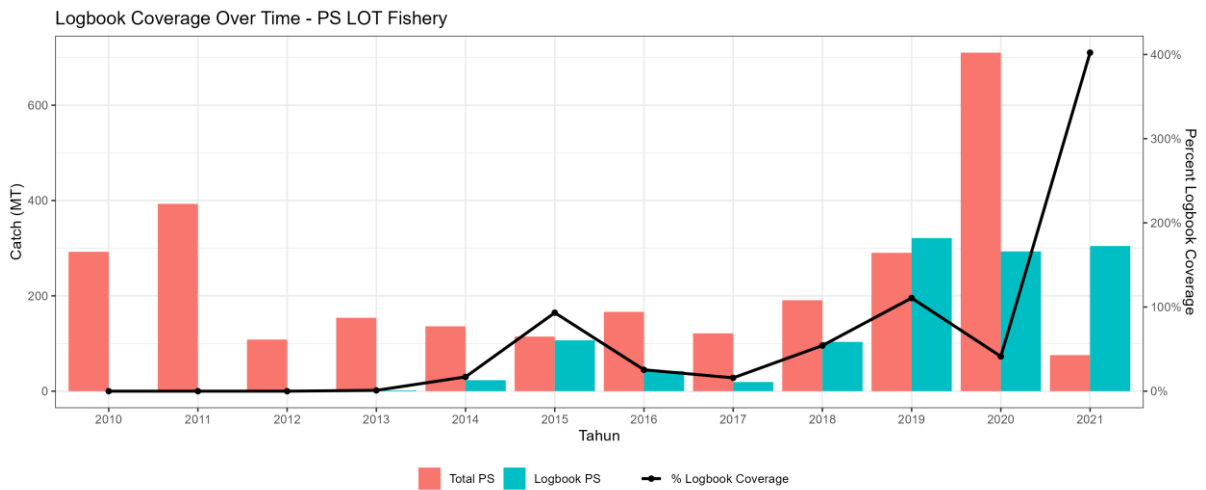 Logbook Coverage Over Time - PS LOT Fishery
Catch (MT)
600
400
200
0
400%
300%
200%
100%
0%
Percent Logbook Coverage
2010 2011 2012 2013 2014 2015 2016 2017 2018 2019 2020 2021
Tahun
Total PS Logbook PS % Logbook Coverage